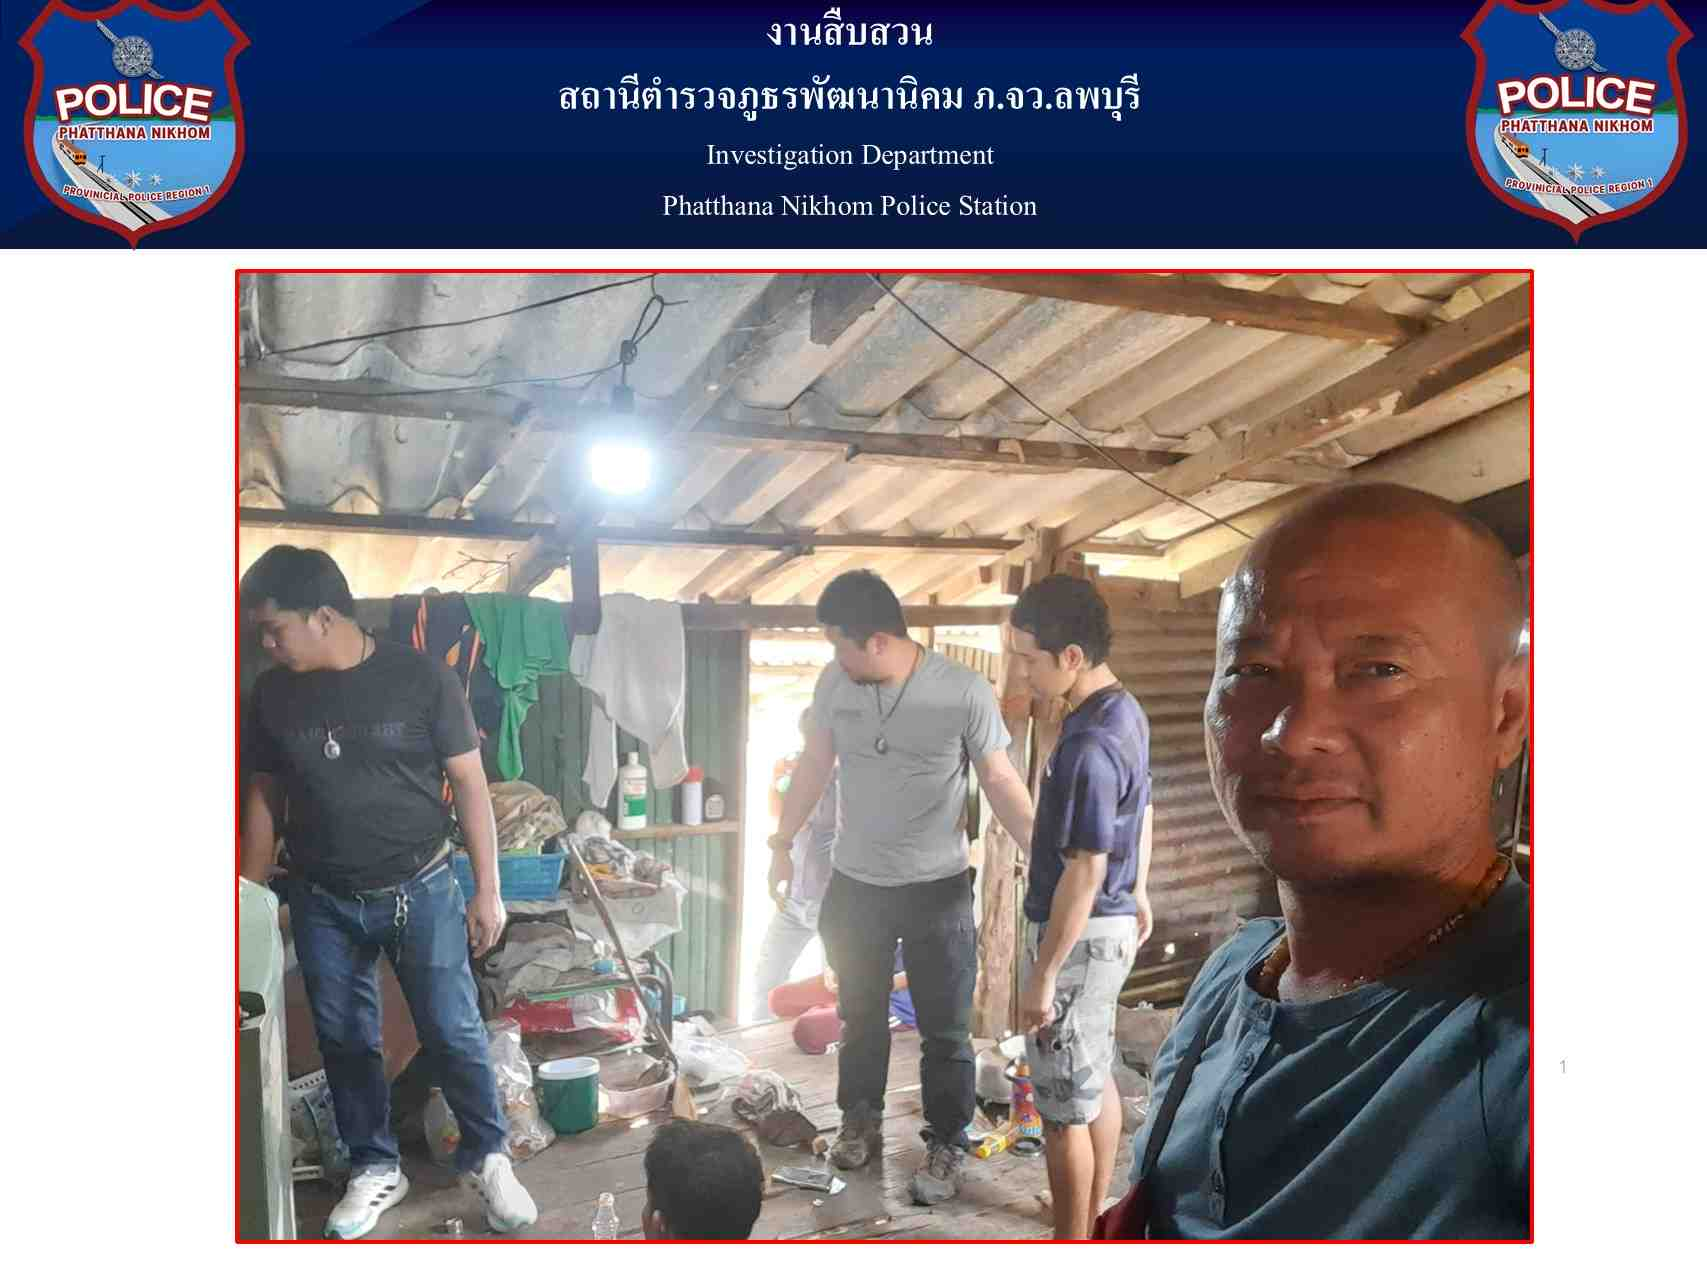 งานสืบสวน
สถานีตำรวจภูธรพัฒนานิคม ภ.จว.ลพบุรี
Investigation Department
Phatthana Nikhom Police Station
POLICE
PHATTHANA NIKHOM
PROVINICIAL POLICE REGION 1
POLICE
PHATTHANA NIKHOM
PROVINICIAL POLICE REGION 1
1